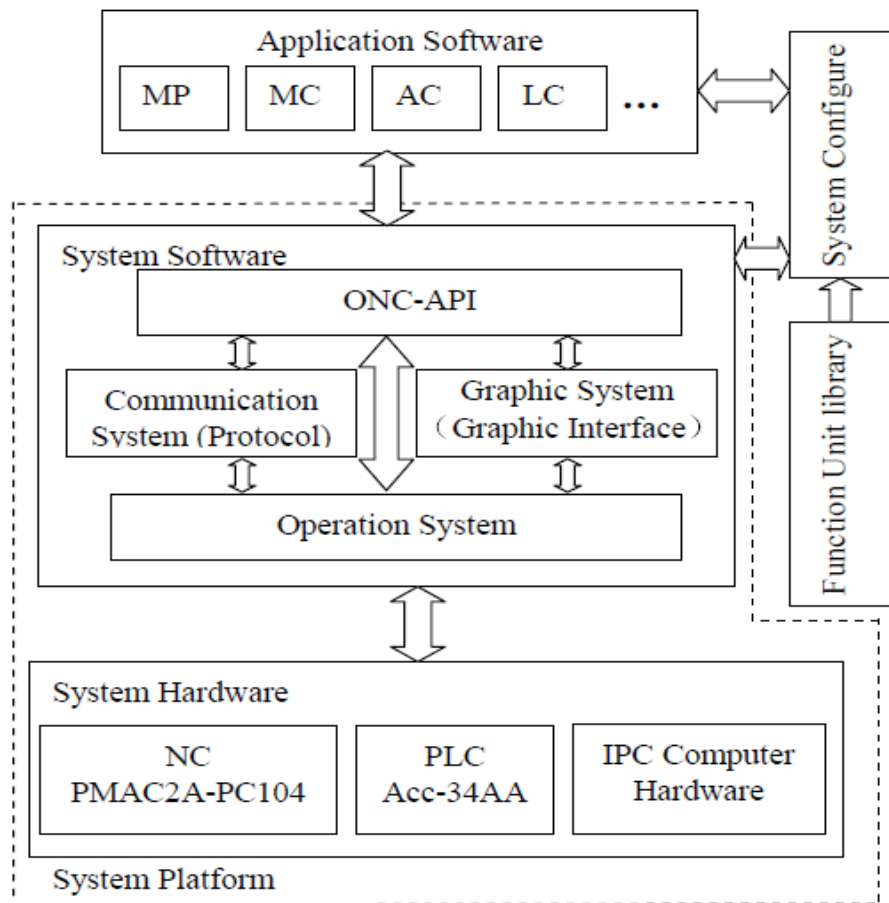 Application Software
MP
MC
AC
LC
...
System Configure
System Software
ONC-API
Communication
System (Protocol)
Graphic System
（Graphic Interface）
Operation System
Function Unit library
System Hardware
NC
PMAC2A-PC104
PLC
Acc-34AA
IPC Computer
Hardware
System Platform